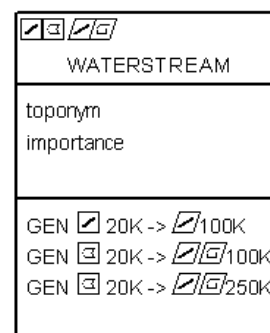 WATERSTREAM
toponym
importance
GEN 20K -> 100K
GEN 20K -> 100K
GEN 20K -> 250K